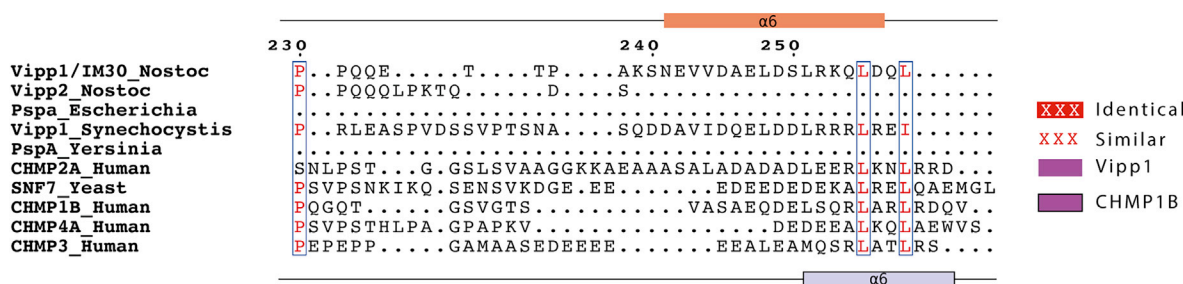 α6
230 240 250
Vipp1/IM30_Nostoc P..PQQE.....T....TP....AKSNEVVDAELDSLRKQLDQL......
Vipp2_Nostoc P..PQQQLPKTQ......D....S..........................
Pspa_Escherichia ..................................................
Vipp1_Synechocystis P..RLEASPVDSSVPTSNA....SQDDAVIDQELDDLRRRLREI......
PspA_Yersinia ..................................................
CHMP2A_Human SNLPST...G.GSLSVAAGGKKAEAAASALADADADLEERLKNLRRD...
SNF7_Yeast PSVPSNKIKQ.SENSVKDGE.EE.......EDEEDEDEKALRELQAEMGL
CHMP1B_Human PQGQT......GSVGTS...........VASAEQDELSQRLARLRDQV..
CHMP4A_Human PSVPSTHLPA.GPAPKV.................DEDEEALKQLAEWVS.
CHMP3_Human PEPEPP.....GAMAASEDEEEE.......EEALEAMQSRLATLRS....
α6
XXX Identical
XXX Similar
Vipp1
CHMP1B